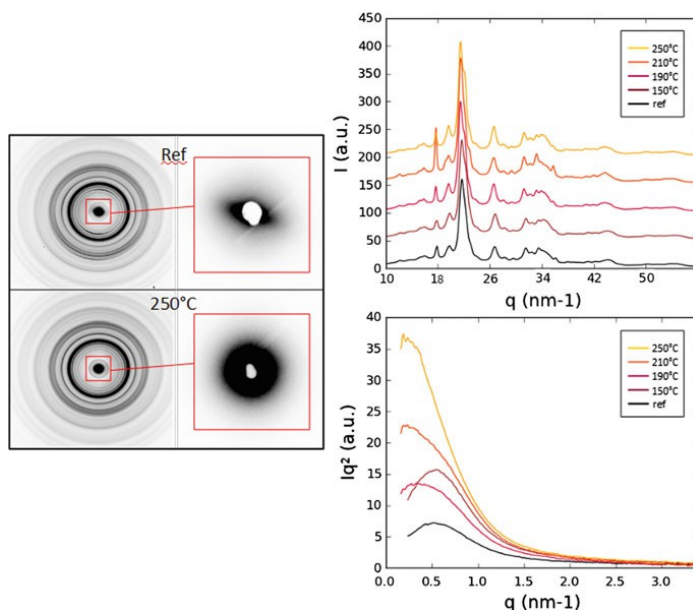 Ref
250°C
450
400
350
300
250
200
150
100
50
0
I (a.u.)
250°C
210°C
190°C
150°C
ref
10 18 26 34 42 50
q (nm-1)
40
35
30
25
20
15
10
5
0
Iq²(a.u.)
250°C
210°C
190°C
150°C
ref
0.0 0.5 1.0 1.5 2.0 2.5 3.0
q (nm-1)